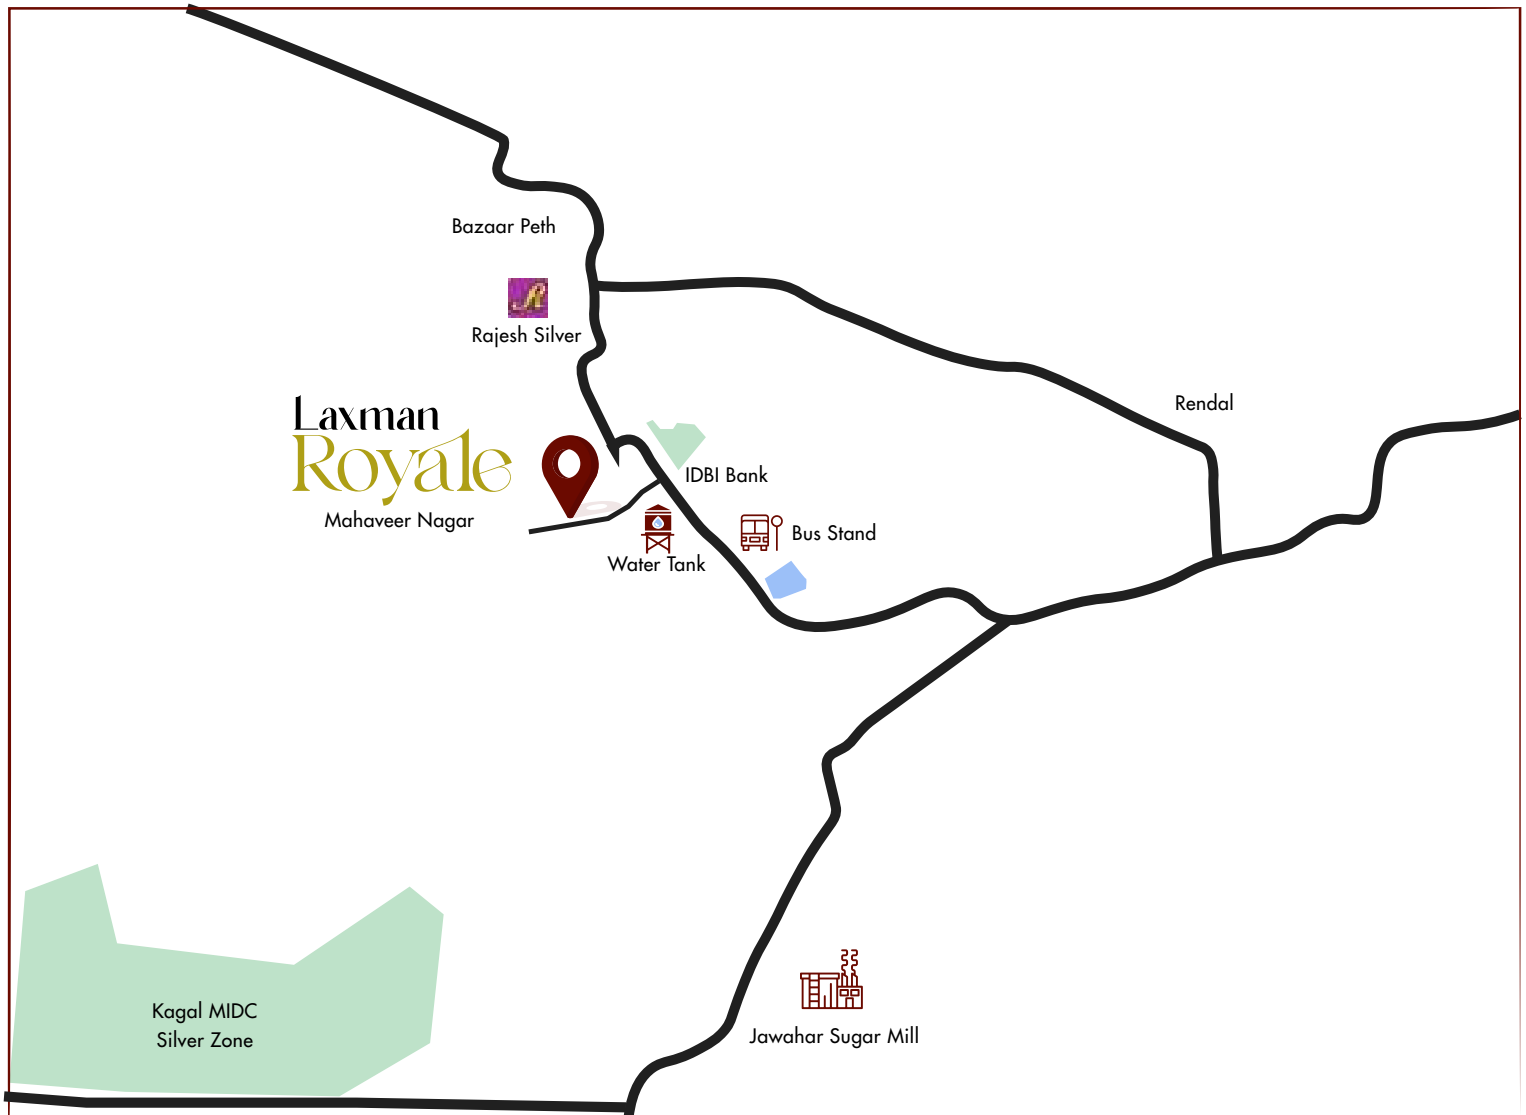 Bazaar Peth
Rajesh Silver
Rendal
Laxman
Royale
Mahaveer Nagar
IDBI Bank
Bus Stand
Water Tank
Kagal MIDC
Silver Zone
Jawahar Sugar Mill